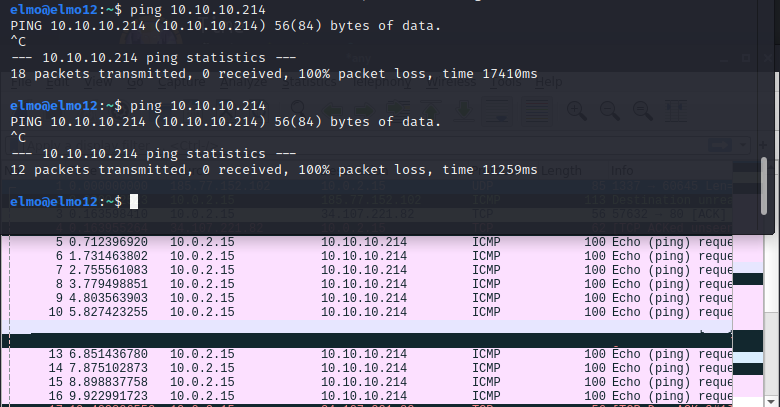 elmo@elmo12:~$ ping 10.10.10.214
PING 10.10.10.214 (10.10.10.214) 56(84) bytes of data.
^C
--- 10.10.10.214 ping statistics ---
18 packets transmitted, 0 received, 100% packet loss, time 17410ms
elmo@elmo12:~$ ping 10.10.10.214
PING 10.10.10.214 (10.10.10.214) 56(84) bytes of data.
^C
--- 10.10.10.214 ping statistics ---
12 packets transmitted, 0 received, 100% packet loss, time 11259ms
Length Info
elmo@elmo12:~$
5 0.712396920 10.0.2.15 10.10.10.214 ICMP 100 Echo (ping) reque
6 1.731463802 10.0.2.15 10.10.10.214 ICMP 100 Echo (ping) reque
7 2.755561083 10.0.2.15 10.10.10.214 ICMP 100 Echo (ping) reque
8 3.779498851 10.0.2.15 10.10.10.214 ICMP 100 Echo (ping) reque
9 4.803563903 10.0.2.15 10.10.10.214 ICMP 100 Echo (ping) reque
10 5.827423255 10.0.2.15 10.10.10.214 ICMP 100 Echo (ping) reque
13 6.851436780 10.0.2.15 10.10.10.214 ICMP 100 Echo (ping) reque
14 7.875102873 10.0.2.15 10.10.10.214 ICMP 100 Echo (ping) reque
15 8.898837758 10.0.2.15 10.10.10.214 ICMP 100 Echo (ping) reque
16 9.922991723 10.0.2.15 10.10.10.214 ICMP 100 Echo (ping) reque